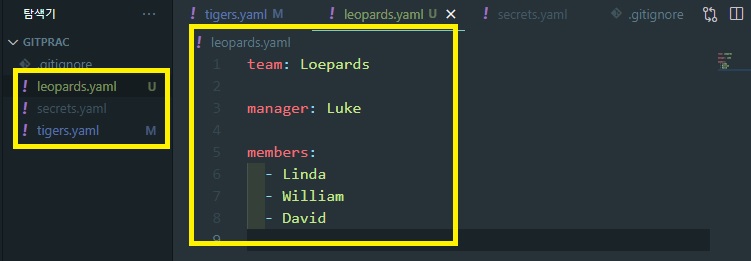 탐색기 ···
GITPRAC
.gitignore
! leopards.yaml U
! secrets.yaml
! tigers.yaml M
! tigers.yaml M ! leopards.yaml U × ! secrets.yaml .gitignore
! leopards.yaml
1 team: Loepards
2
3 manager: Luke
4
5 members:
6 - Linda
7 - William
8 - David
9